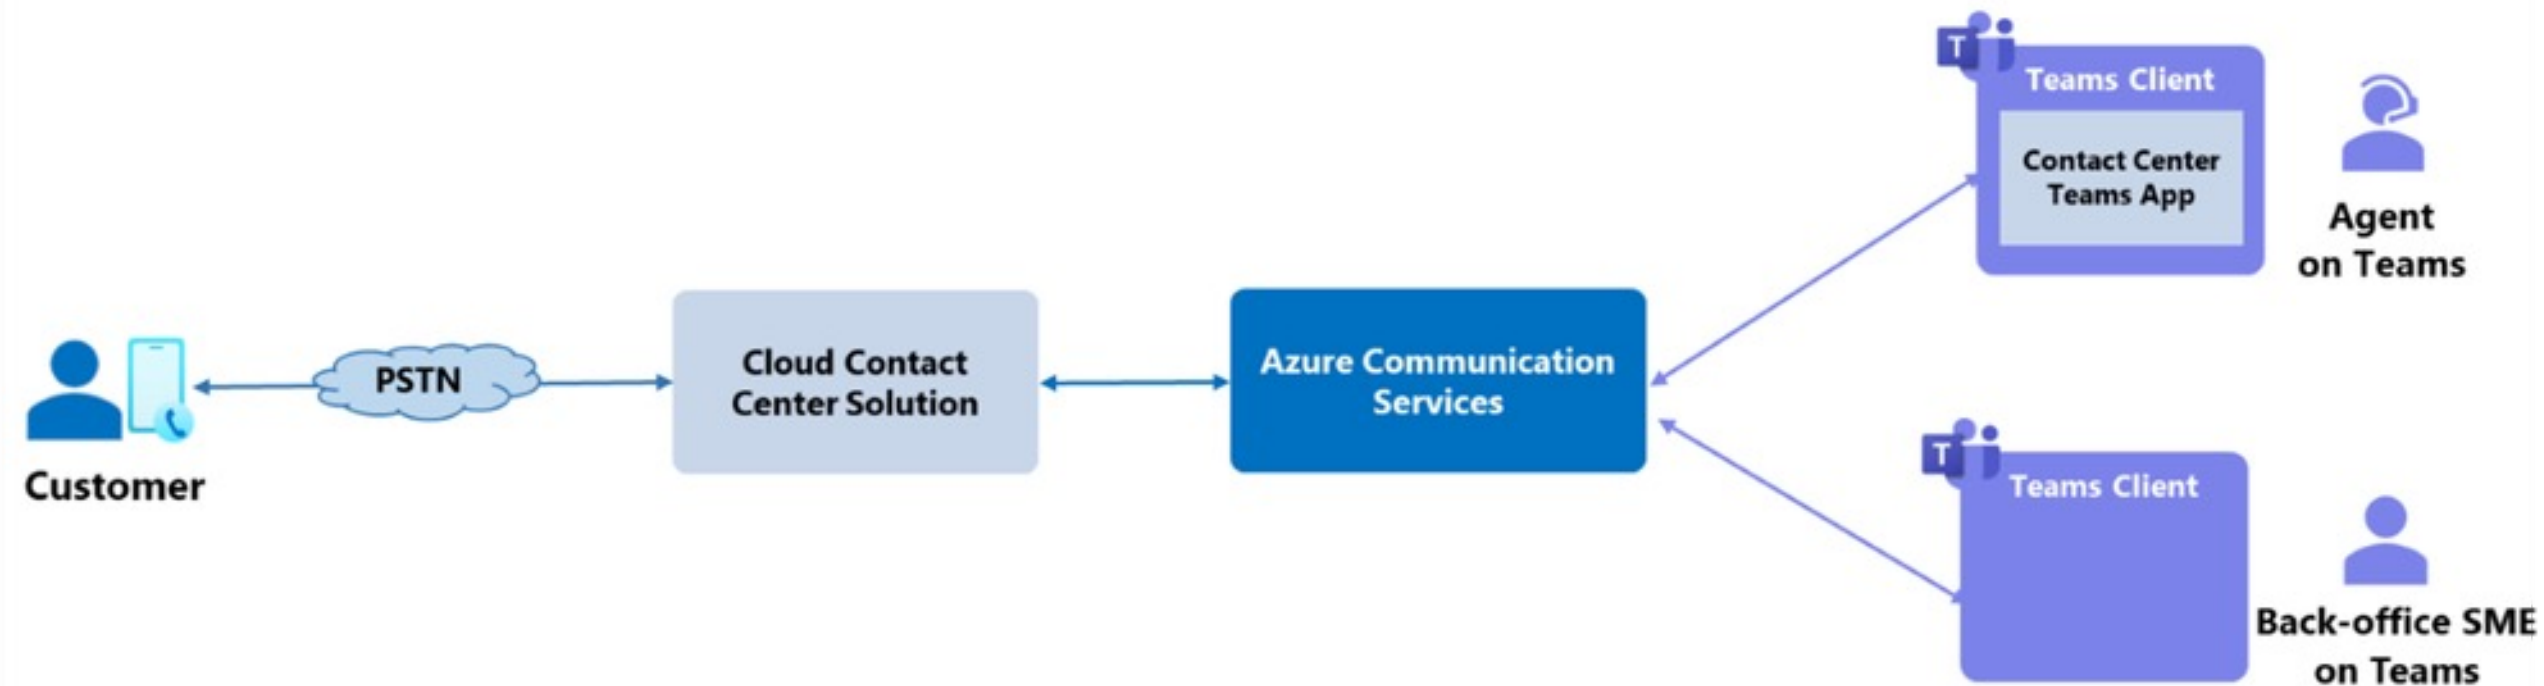 Customer
PSTN
Cloud Contact
Center Solution
Azure Communication
Services
T
Teams Client
Contact Center
Teams App
Agent
on Teams
T
Teams Client
Back-office SME
on Teams